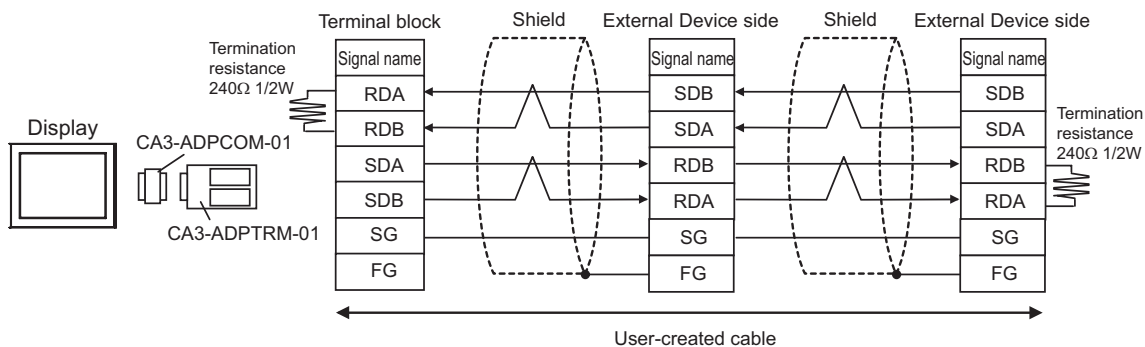 Terminal block
Shield
External Device side
Shield
External Device side
Termination
resistance
240Ω 1/2W
Signal name
Signal name
Signal name
RDA
SDB
SDB
RDB
SDA
SDA
Termination
resistance
240Ω 1/2W
Display
CA3-ADPCOM-01
SDA
RDB
RDB
SDB
RDA
RDA
CA3-ADPTRM-01
SG
SG
SG
FG
FG
FG
User-created cable